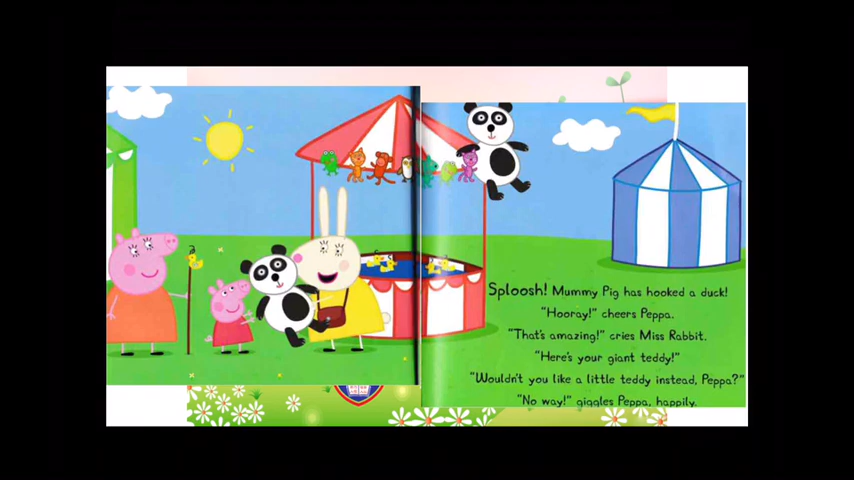 Sploosh! Mummy Pig has hooked a duck!
"Hooray!" cheers Peppa.
"That's amazing!" cries Miss Rabbit.
"Here's your giant teddy!"
"Wouldn't you like a little teddy instead, Peppa?"
"No way!" giggles Peppa, happily.